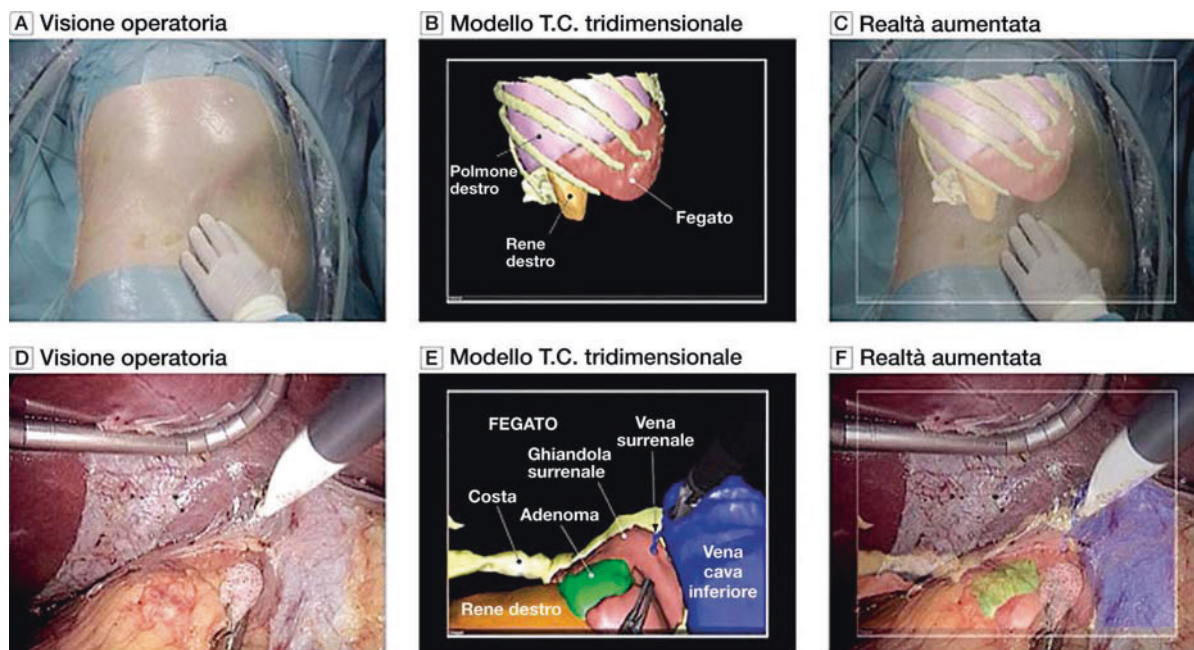 A Visione operatoria
B Modello T.C. tridimensionale
C Realtà aumentata
Polmone
destro
Rene
destro
Fegato
D Visione operatoria
E Modello T.C. tridimensionale
F Realtà aumentata
FEGATO
Vena
surrenale
Ghiandola
surrenale
Costa
Adenoma
Vena
cava
inferiore
Rene destro